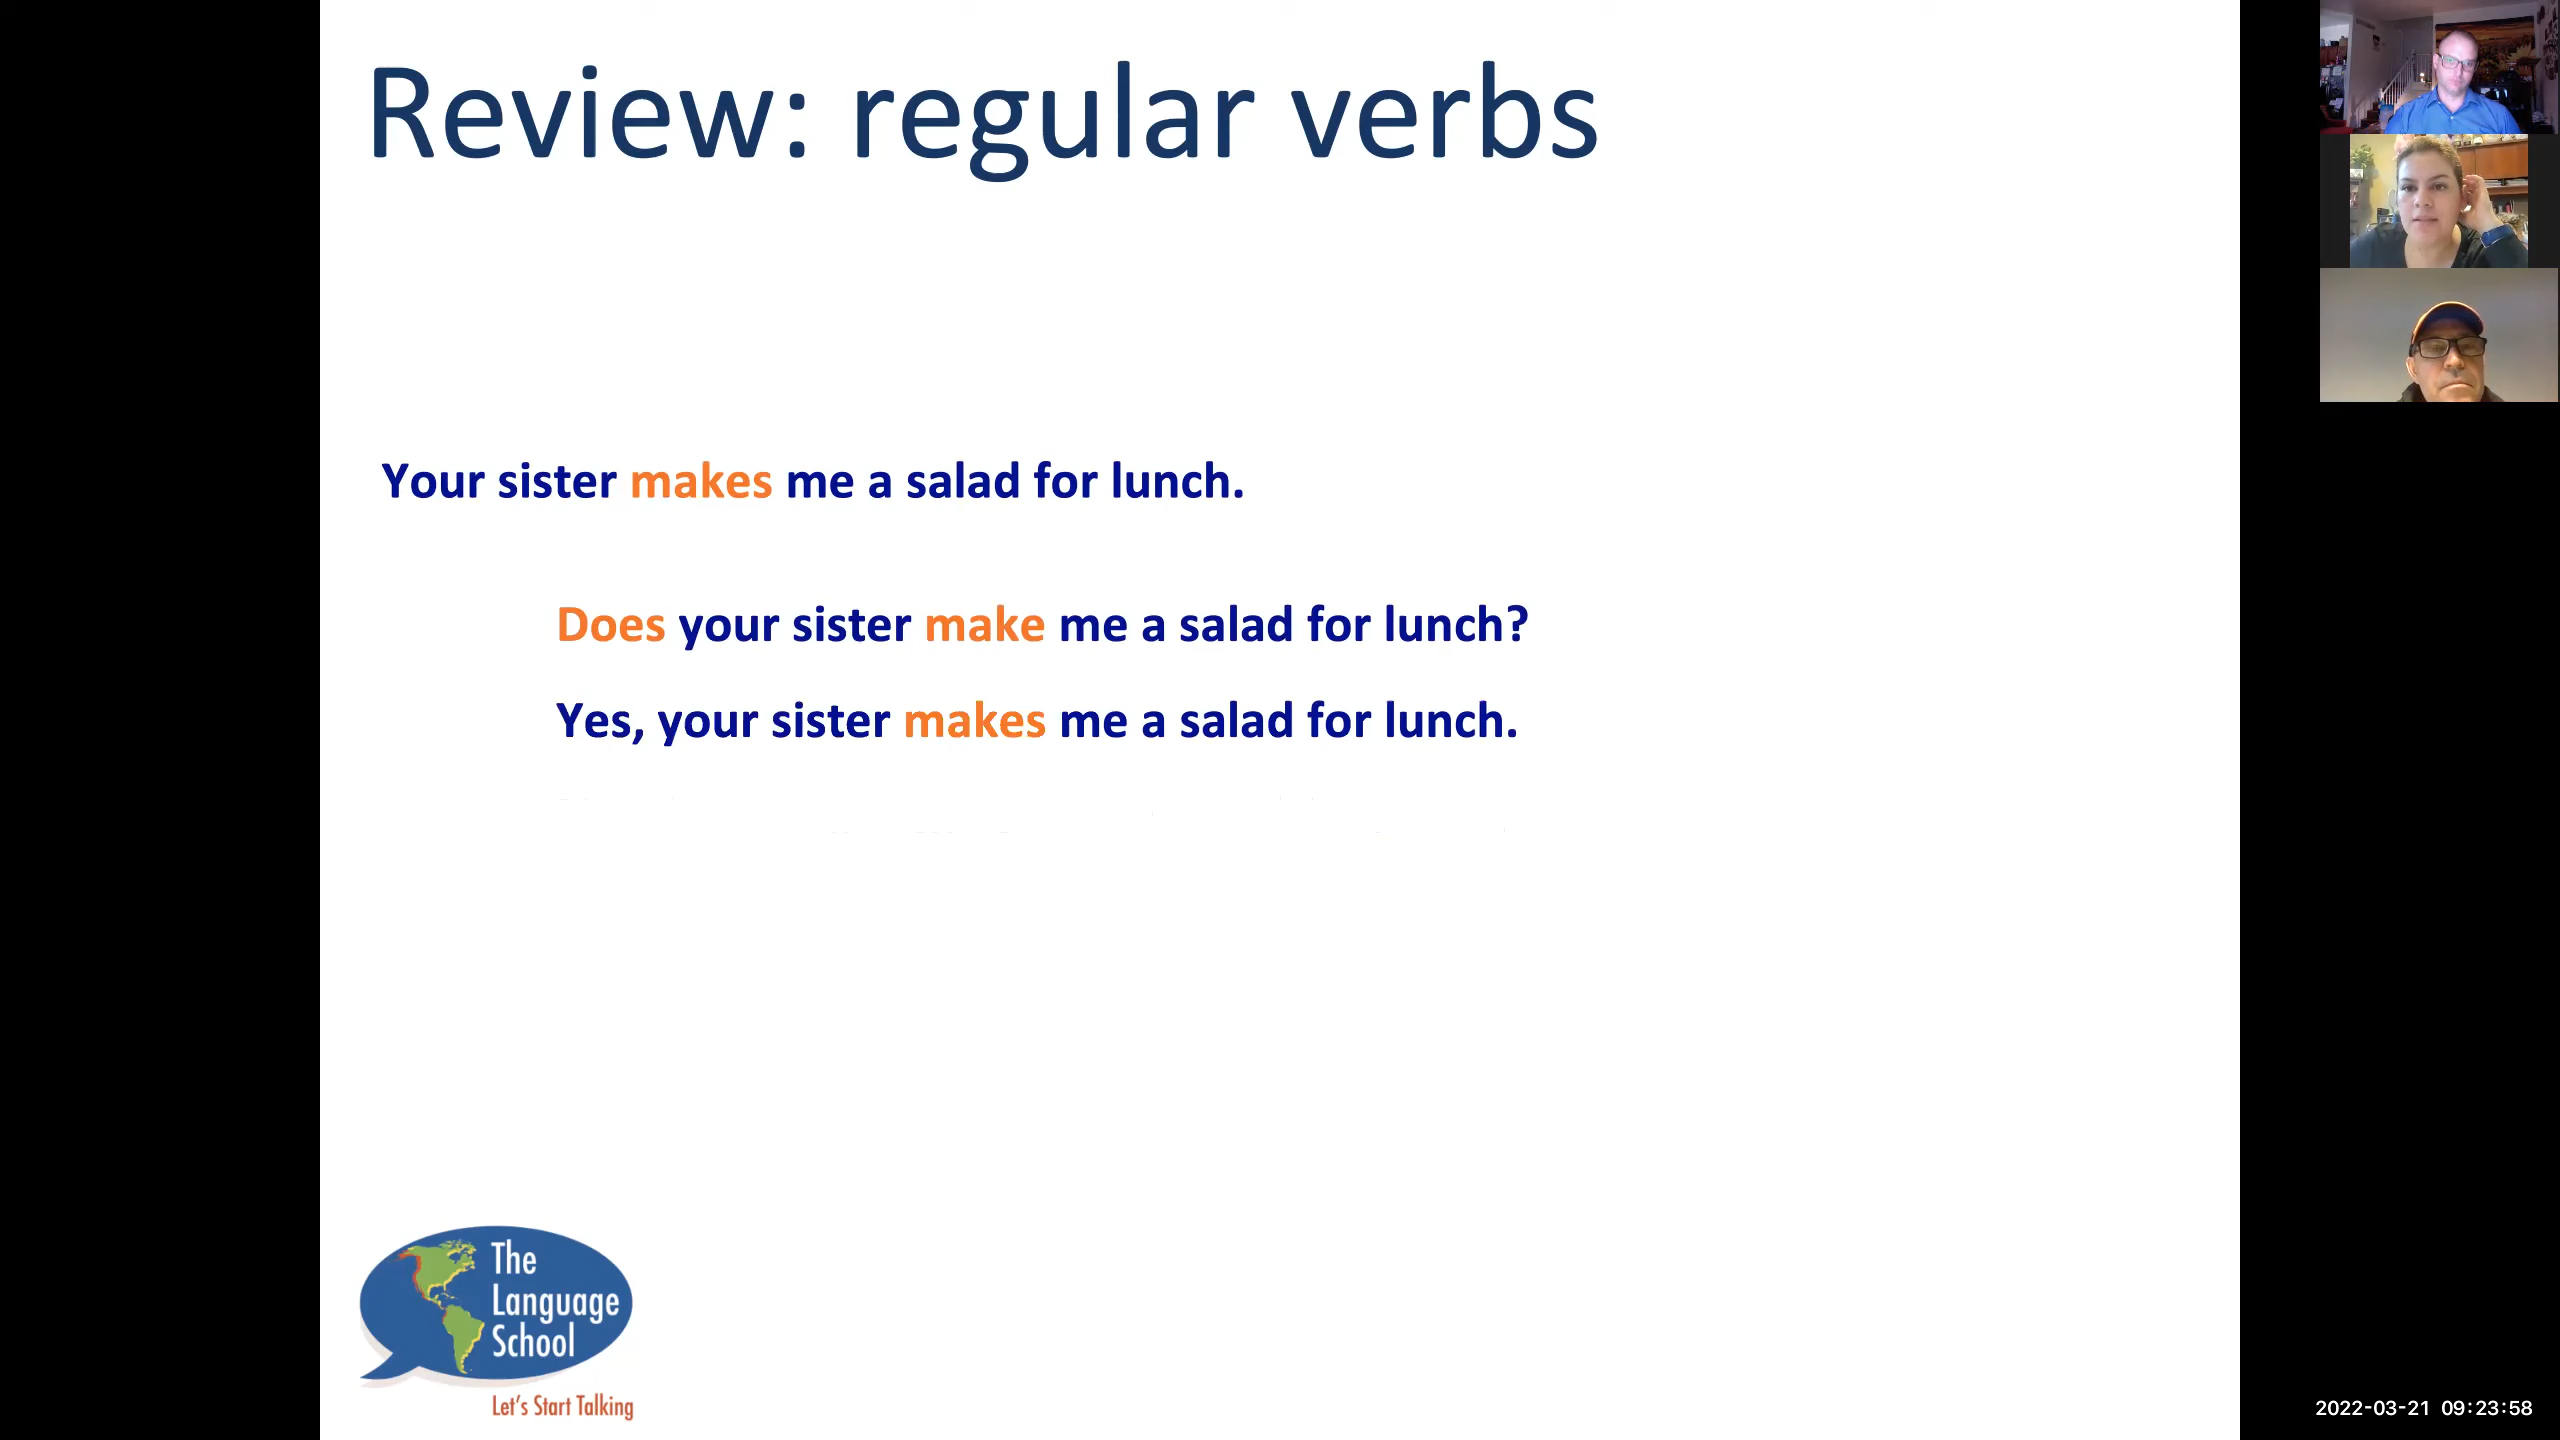 Review: regular verbs
Your sister makes me a salad for lunch.
Does your sister make me a salad for lunch?
Yes, your sister makes me a salad for lunch.
The
Language
School
Let's Start Talking
2022-03-21 09:23:58